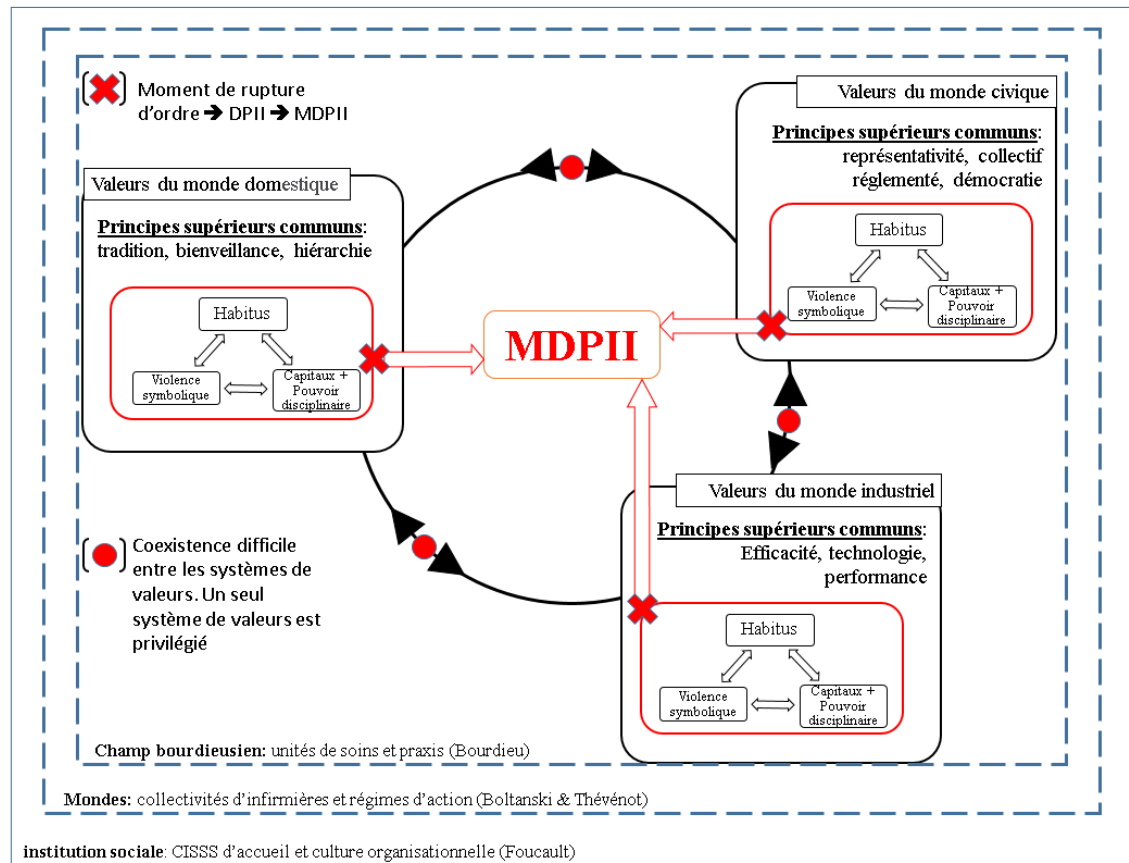 Moment de rupture
d'ordre ➔ DPII ➔ MDPII
Valeurs du monde civique
Principes supérieurs communs:
représentativité, collectif
réglementé, démocratie
Habitus
Violence
symbolique
Capitaux +
Pouvoir
disciplinaire
Valeurs du monde domestique
Principes supérieurs communs:
tradition, bienveillance, hiérarchie
Habitus
Violence
symbolique
Capitaux +
Pouvoir
disciplinaire
MDPII
Valeurs du monde industriel
Principes supérieurs communs:
Efficacité, technologie,
performance
Habitus
Violence
symbolique
Capitaux +
Pouvoir
disciplinaire
Coexistence difficile
entre les systèmes de
valeurs. Un seul
système de valeurs est
privilégié
Champ bourdieusien: unités de soins et praxis (Bourdieu)
Mondes: collectivités d'infirmières et régimes d'action (Boltanski & Thévénot)
institution sociale: CISSS d'accueil et culture organisationnelle (Foucault)